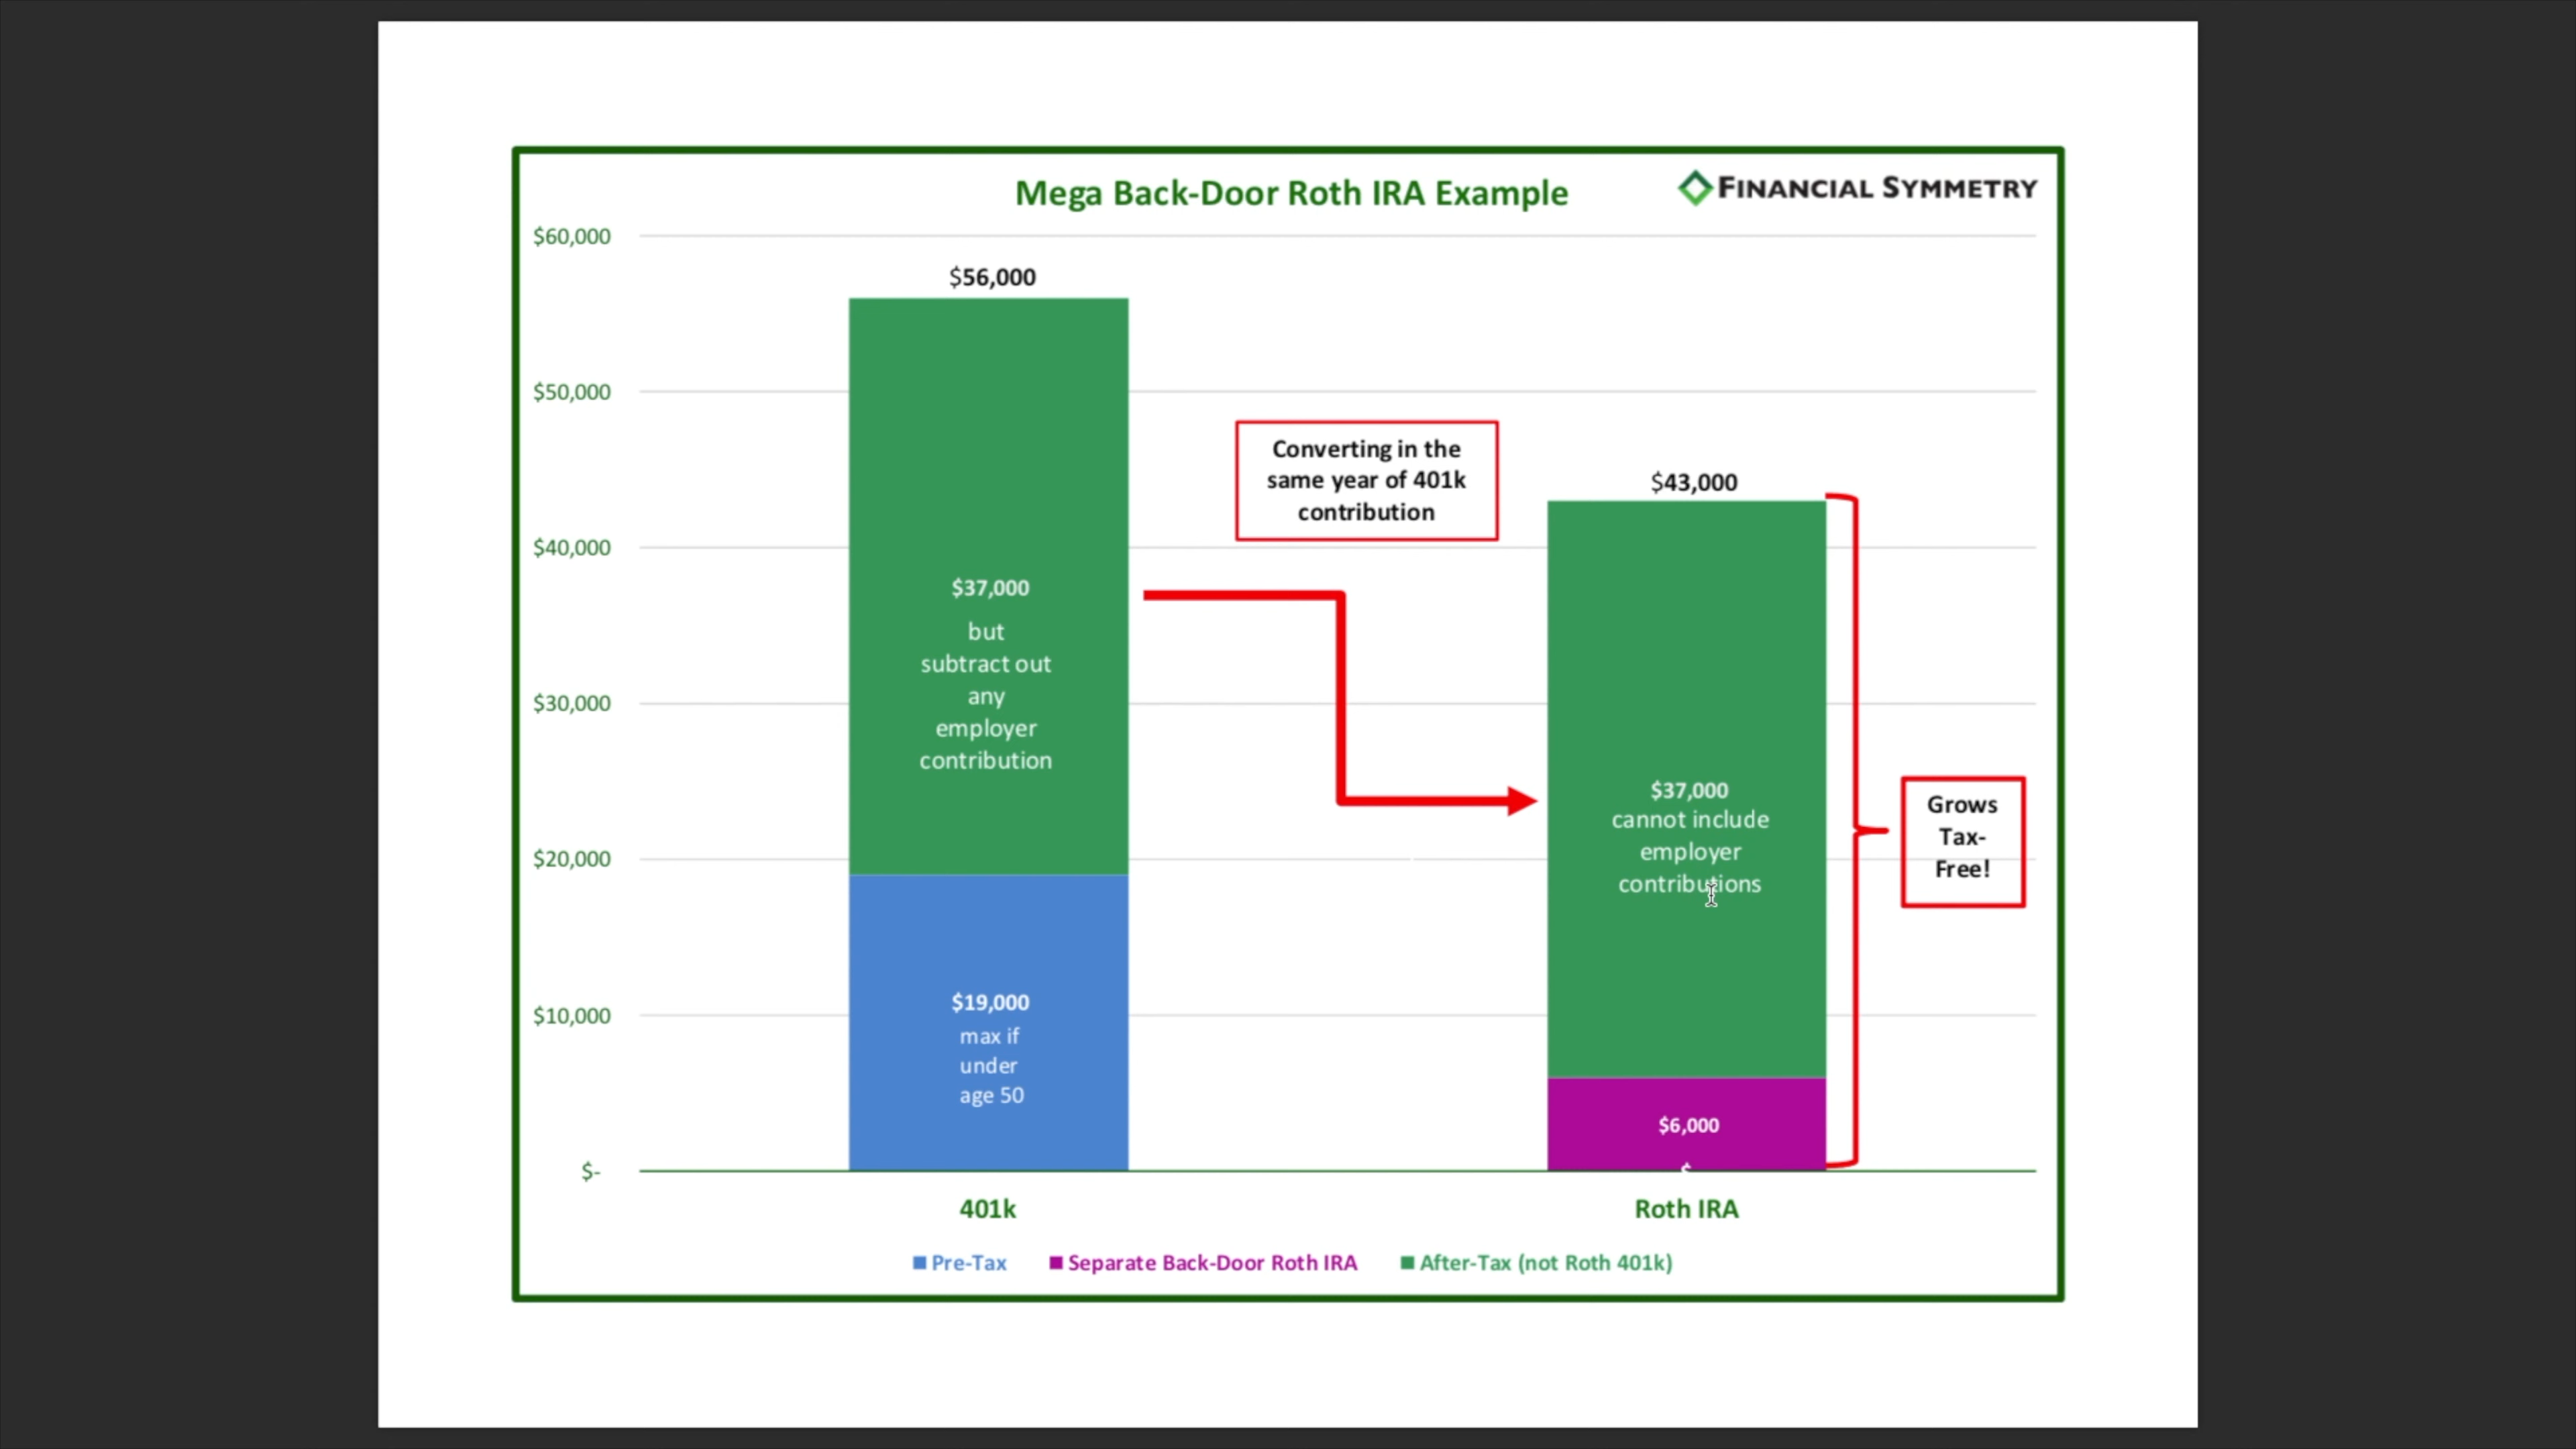 Mega Back-Door Roth IRA Example
FINANCIAL SYMMETRY
$60,000
$50,000
$40,000
$30,000
$20,000
$10,000
$-
$56,000
$37,000
but
subtract out
any
employer
contribution
$19,000
max if
under
age 50
Converting in the
same year of 401k
contribution
$43,000
$37,000
cannot include
employer
contributions
$6,000
$
Grows
Tax-
Free!
401k
Roth IRA
Pre-Tax
Separate Back-Door Roth IRA
After-Tax (not Roth 401k)